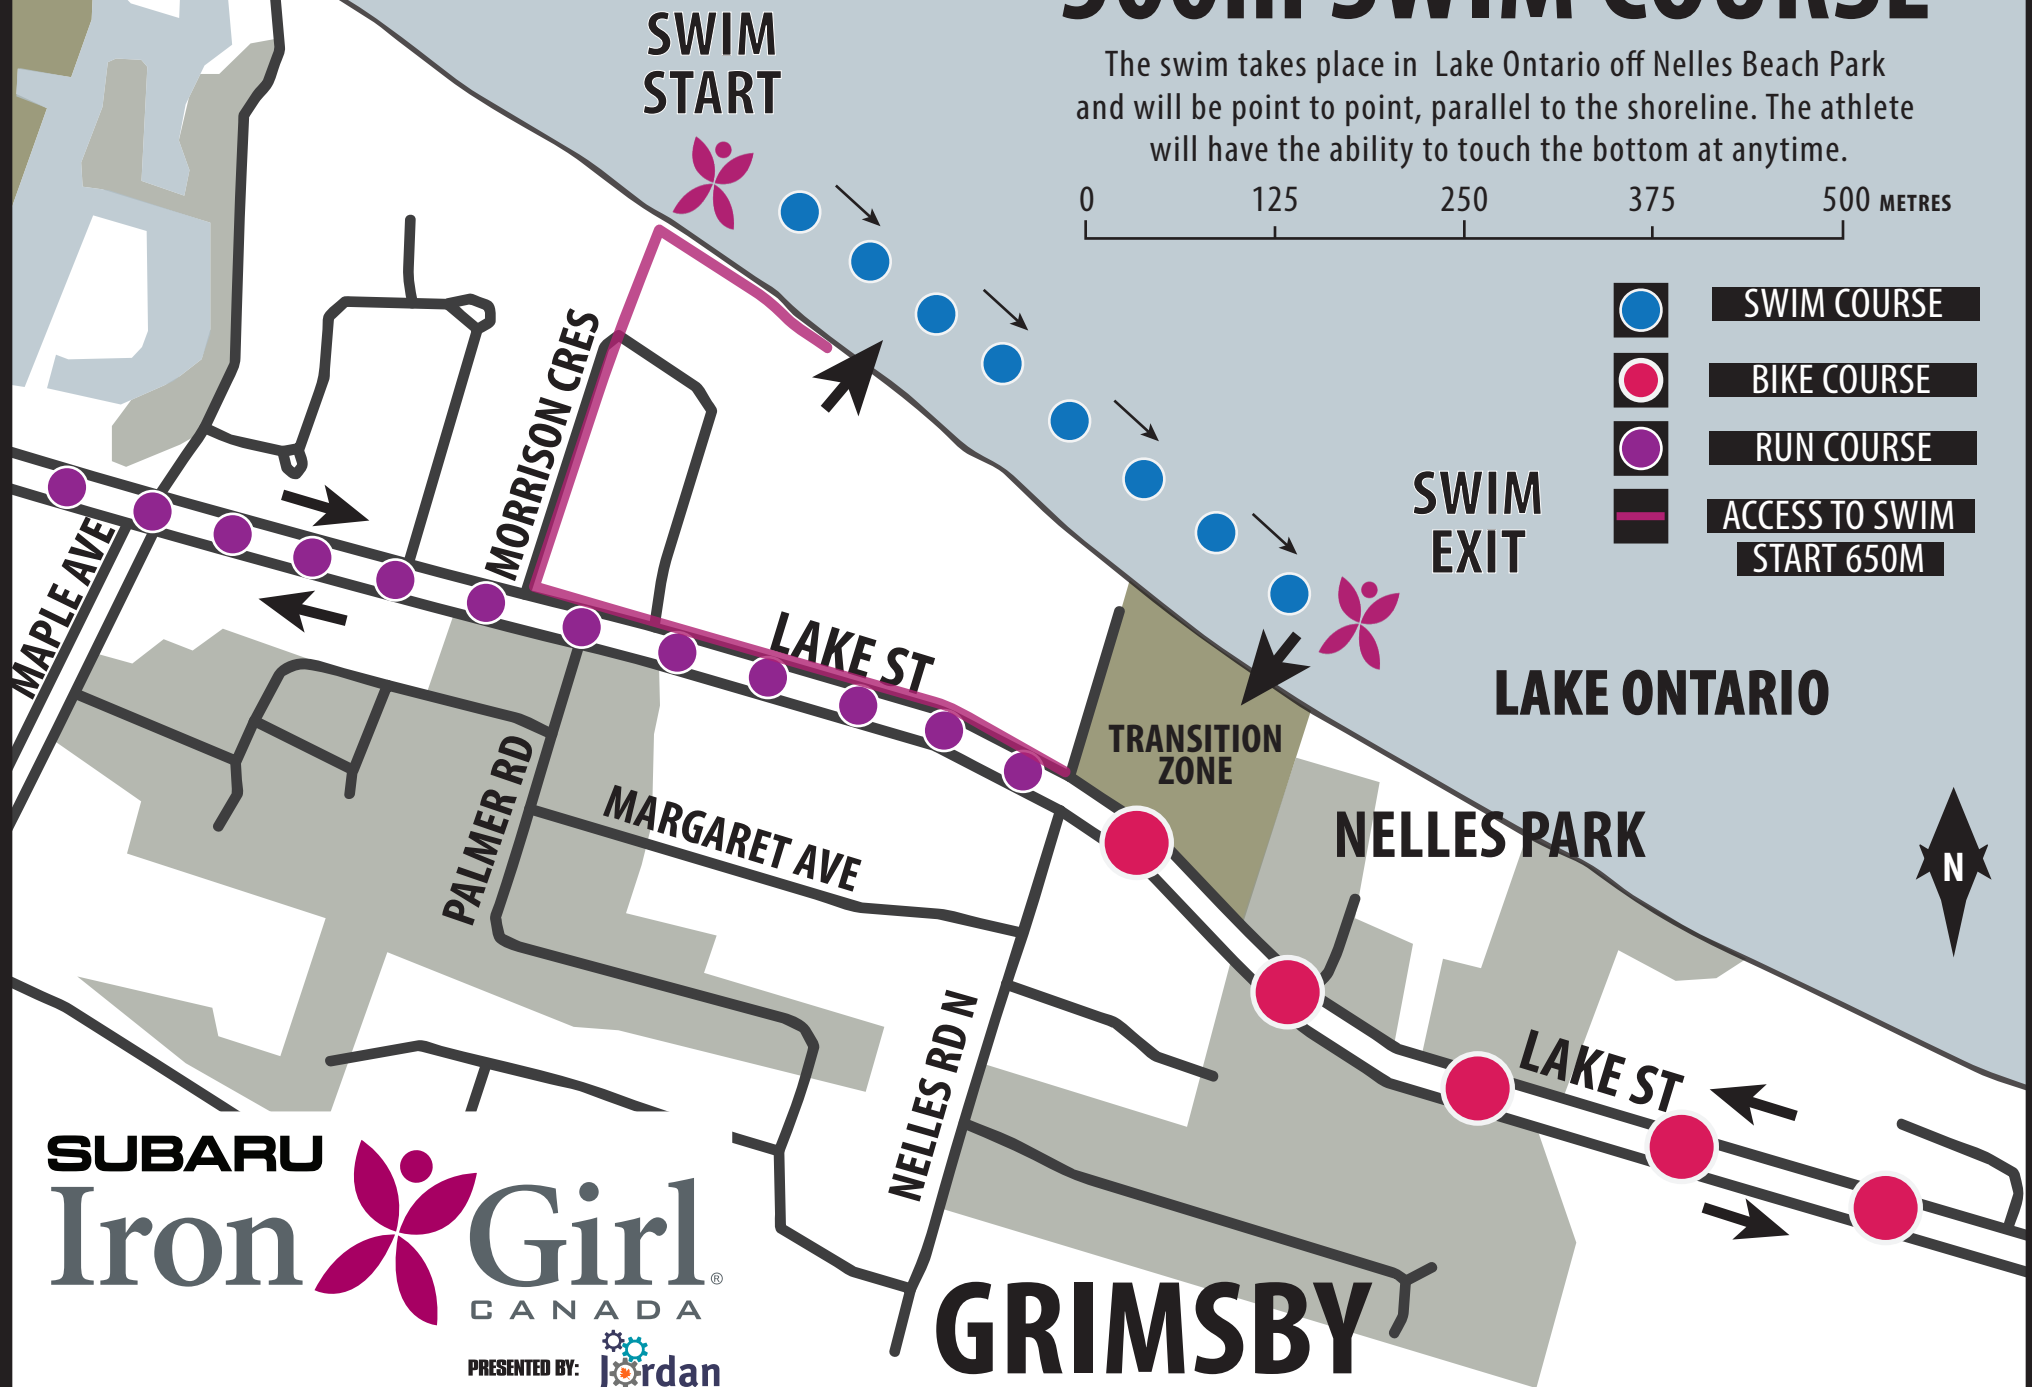 500m SWIM COURSE
The swim takes place in Lake Ontario off Nelles Beach Park
and will be point to point, parallel to the shoreline. The athlete
will have the ability to touch the bottom at anytime.
0 125 250 375 500 METRES
SWIM
START
SWIM COURSE
BIKE COURSE
RUN COURSE
ACCESS TO SWIM
START 650M
SWIM
EXIT
MORRISON CRES
MAPLE AVE
LAKE ST
LAKE ONTARIO
TRANSITION
ZONE
NELLES PARK
N
PALMER RD
MARGARET AVE
NELLES RD N
LAKE ST
SUBARU
Iron Girl®
CANADA
PRESENTED BY:
Jordan
GRIMSBY